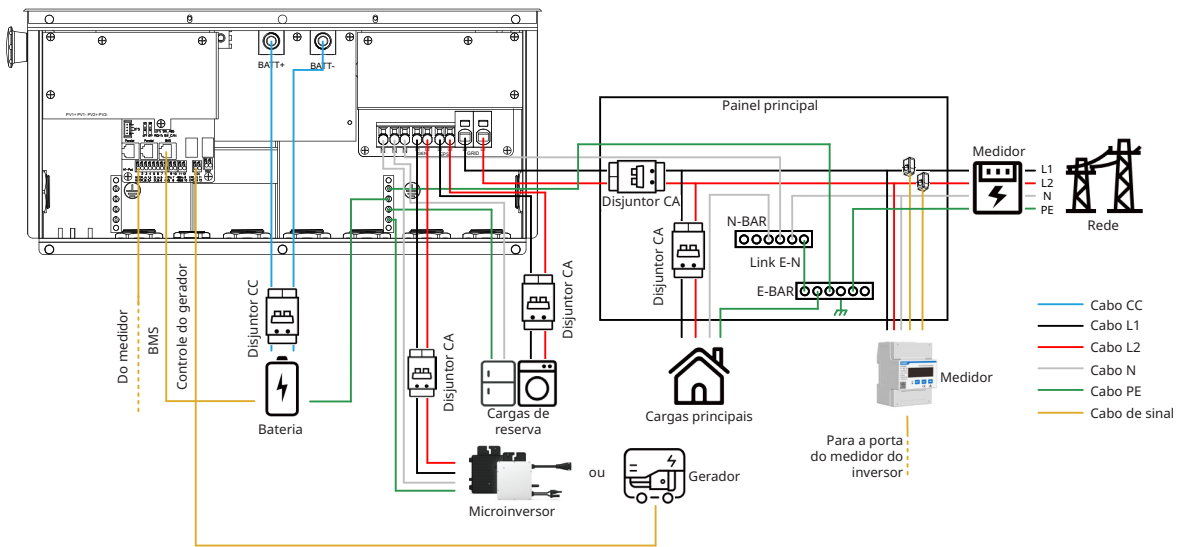 BATT+
BATT-
PV1+ PV1- PV2+ PV2-
GRID
Painel principal
Disjuntor CA
N-BAR
Link E-N
E-BAR
Disjuntor CA
Medidor
L1
L2
N
PE
Rede
Do medidor
BMS
Controle do gerador
Disjuntor CC
Bateria
Disjuntor CA
Disjuntor CA
Cargas de
reserva
Cargas principais
Medidor
Para a porta
do medidor do
inversor
Microinversor
ou
Gerador
Cabo CC
Cabo L1
Cabo L2
Cabo N
Cabo PE
Cabo de sinal